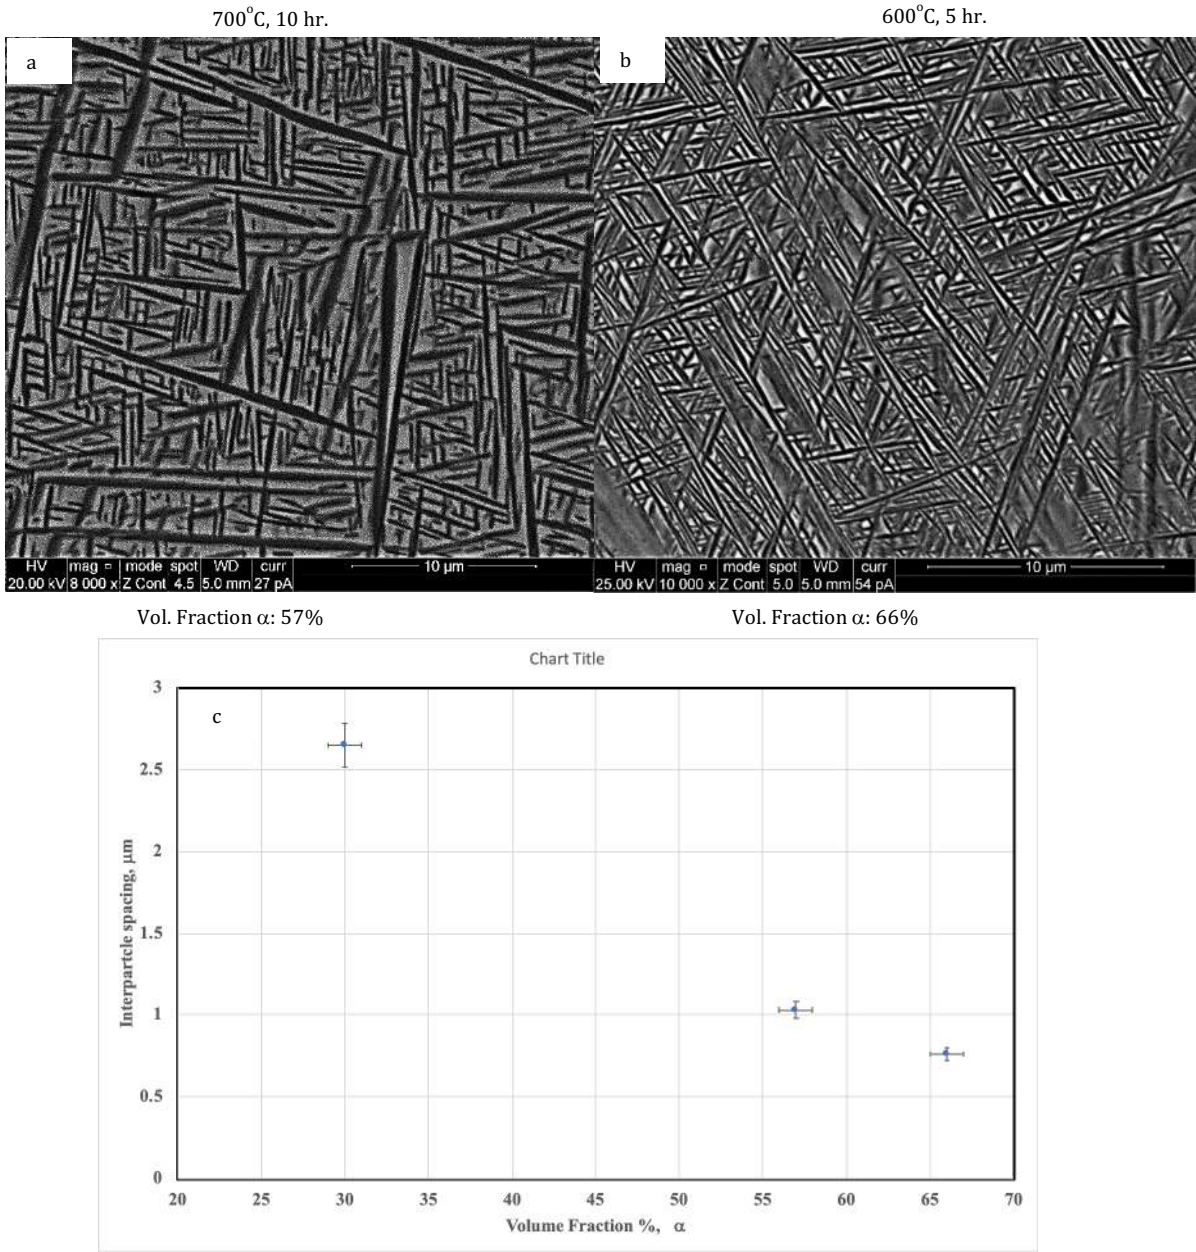 700°C, 10 hr.
600°C, 5 hr.
a
b
HV mag □ mode spot WD curr
20.00 kV 8 000 x Z Cont 4.5 5.0 mm 27 pA
10 µm
HV mag □ mode spot WD curr
25.00 kV 10 000 x Z Cont 5.0 5.0 mm 54 pA
10 µm
Vol. Fraction α: 57%
Vol. Fraction α: 66%
Chart Title
c
3
2.5
2
1.5
1
0.5
0
Interpartcle spacing, µm
20 25 30 35 40 45 50 55 60 65 70
Volume Fraction %, α